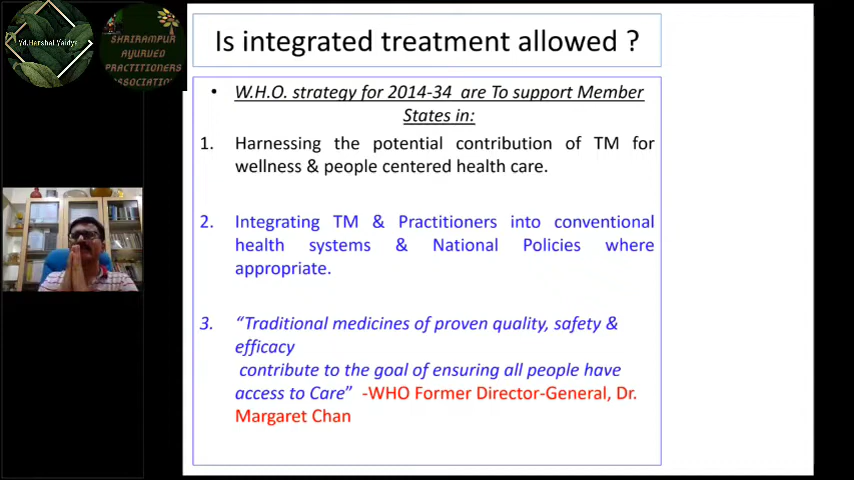 Vd.Harshal Vaidya
SHRIRAMPUR
AYURVED
PRACTITIONERS
ASSOCIATION
Is integrated treatment allowed ?
• W.H.O. strategy for 2014-34 are To support Member
States in:
1. Harnessing the potential contribution of TM for
wellness & people centered health care.
2. Integrating TM & Practitioners into conventional
health systems & National Policies where
appropriate.
3. “Traditional medicines of proven quality, safety &
efficacy
contribute to the goal of ensuring all people have
access to Care” -WHO Former Director-General, Dr.
Margaret Chan